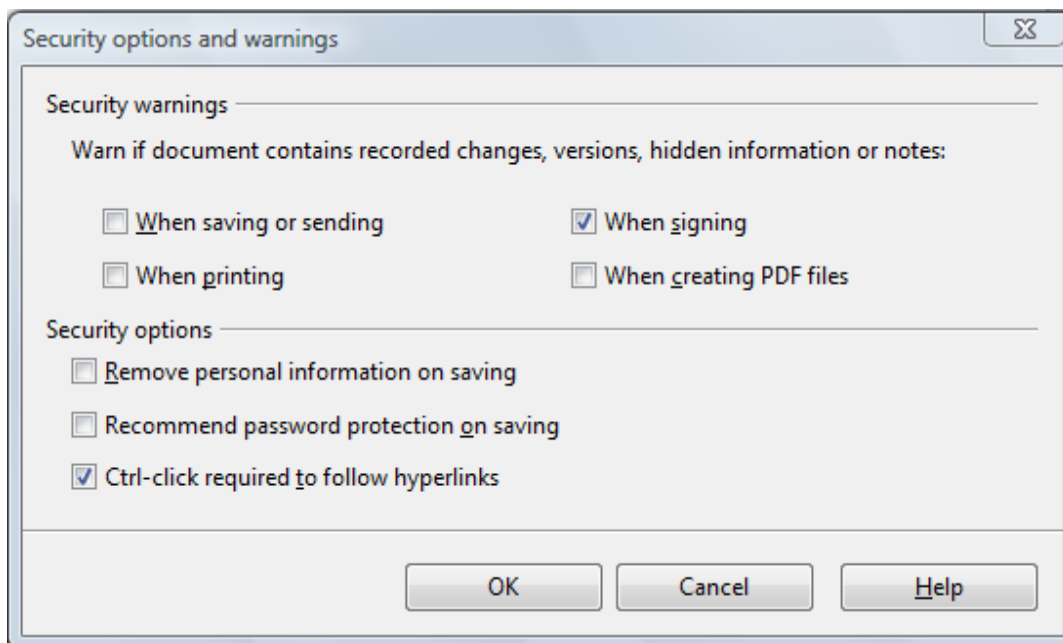 Security options and warnings
Security warnings
Warn if document contains recorded changes, versions, hidden information or notes:
When saving or sending
When signing
When printing
When creating PDF files
Security options
Remove personal information on saving
Recommend password protection on saving
Ctrl-click required to follow hyperlinks
OK
Cancel
Help